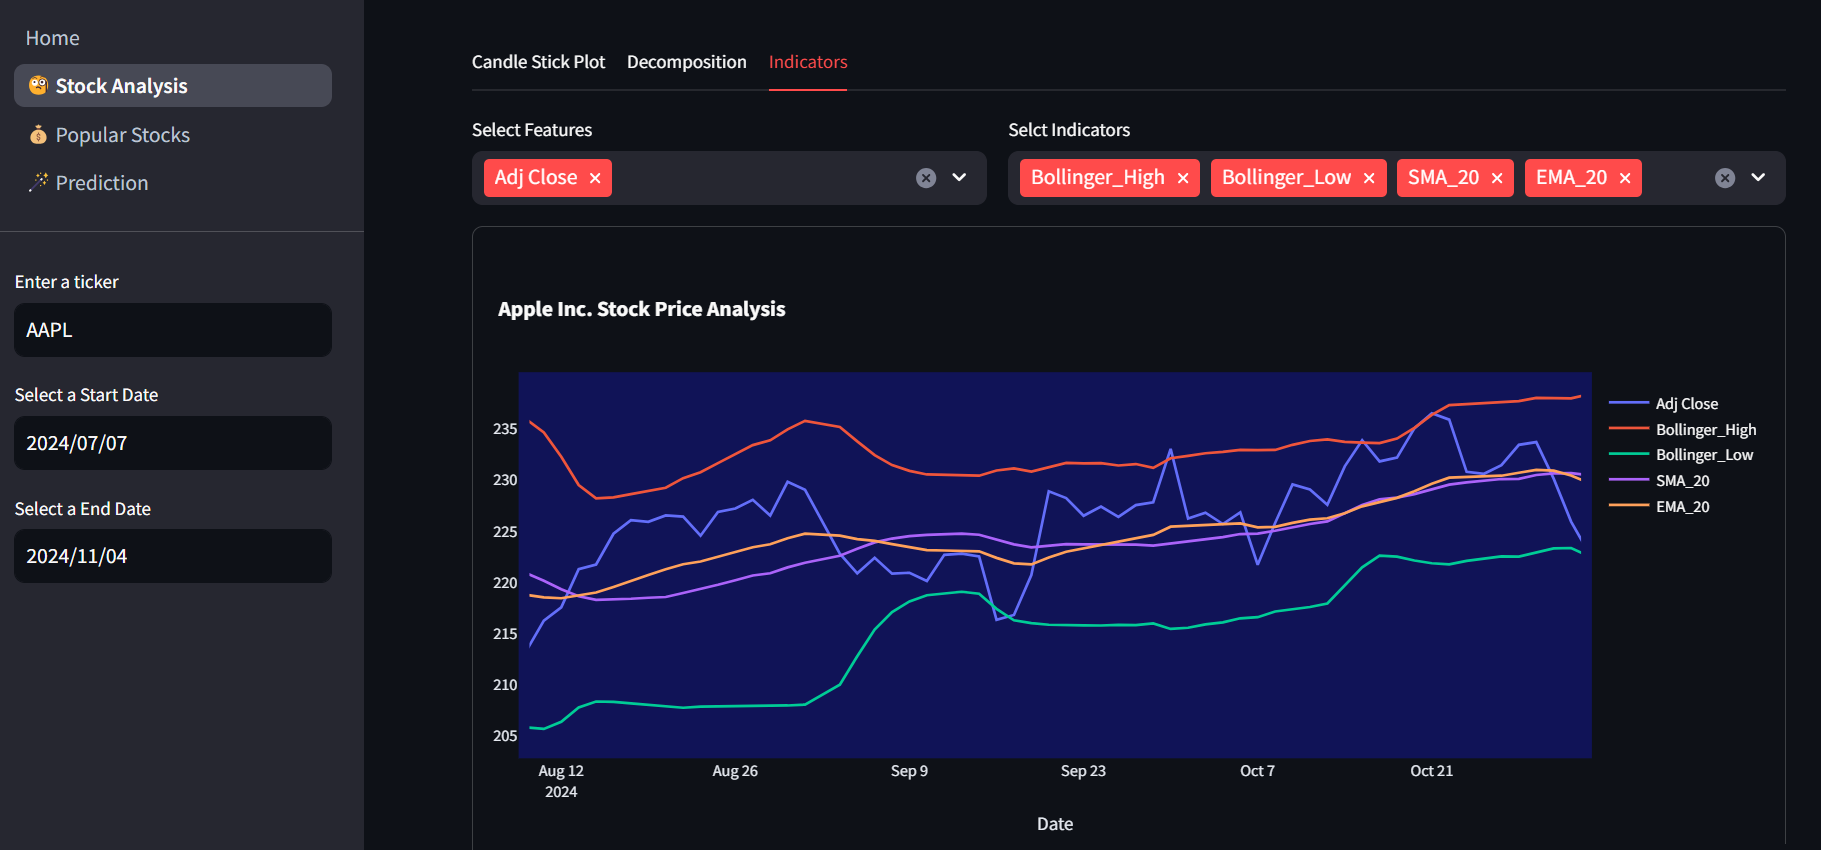 Home
Stock Analysis
Popular Stocks
Prediction
Enter a ticker
AAPL
Select a Start Date
2024/07/07
Select a End Date
2024/11/04
Candle Stick Plot Decomposition Indicators
Select Features
Adj Close
Selct Indicators
Bollinger_High Bollinger_Low SMA_20 EMA_20
Apple Inc. Stock Price Analysis
235
230
225
220
215
210
205
Aug 12 Aug 26 Sep 9 Sep 23 Oct 7 Oct 21
2024
Date
Adj Close
Bollinger_High
Bollinger_Low
SMA_20
EMA_20